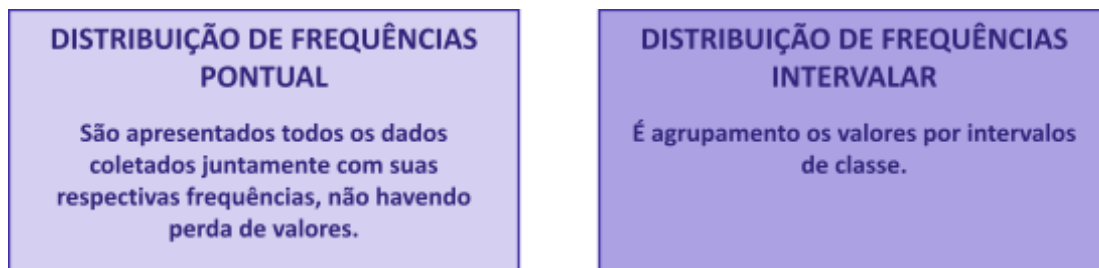 DISTRIBUIÇÃO DE FREQUÊNCIAS
PONTUAL
São apresentados todos os dados
coletados juntamente com suas
respectivas frequências, não havendo
perda de valores.
DISTRIBUIÇÃO DE FREQUÊNCIAS
INTERVALAR
É agrupamento os valores por intervalos
de classe.